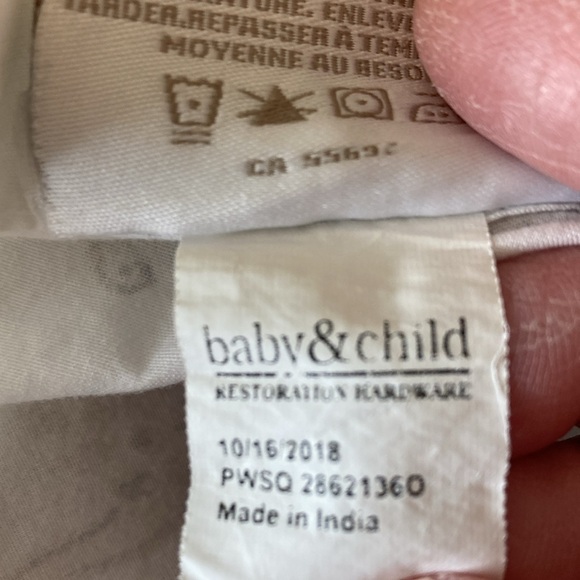 TARDER. REPASSER À TEM
MOYENNE AU BESO
CA 55692
baby&child
RESTORATION HARDWARE
10/16/2018
PWSQ 28621360
Made in India